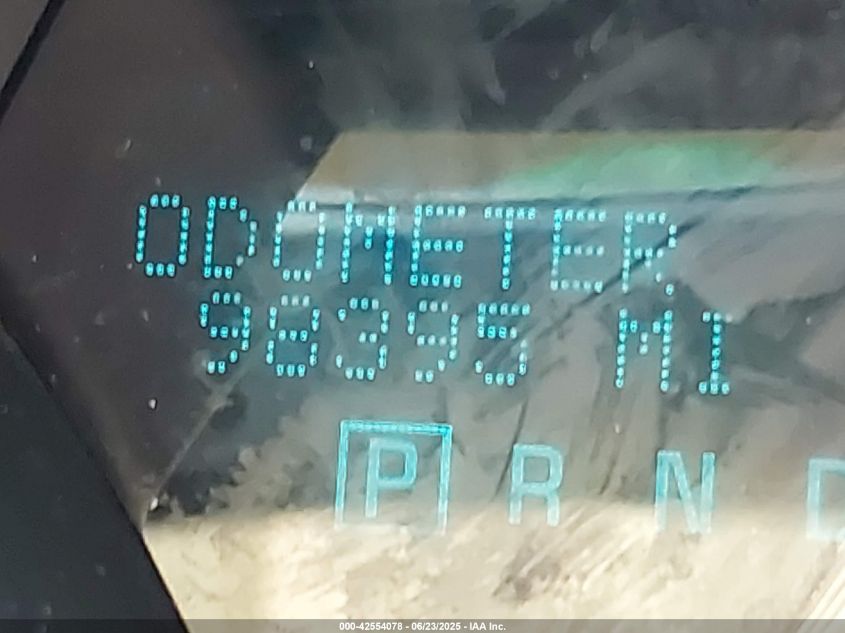 ODOMETER
98395 MI
P R N D
000-42554078 - 06/23/2025 - IAA Inc.